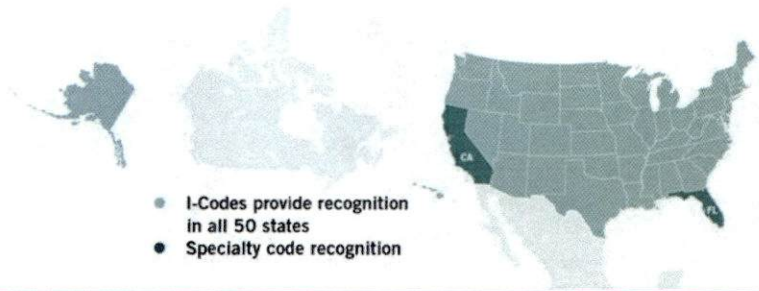 CA
FL
I-Codes provide recognition
in all 50 states
Specialty code recognition